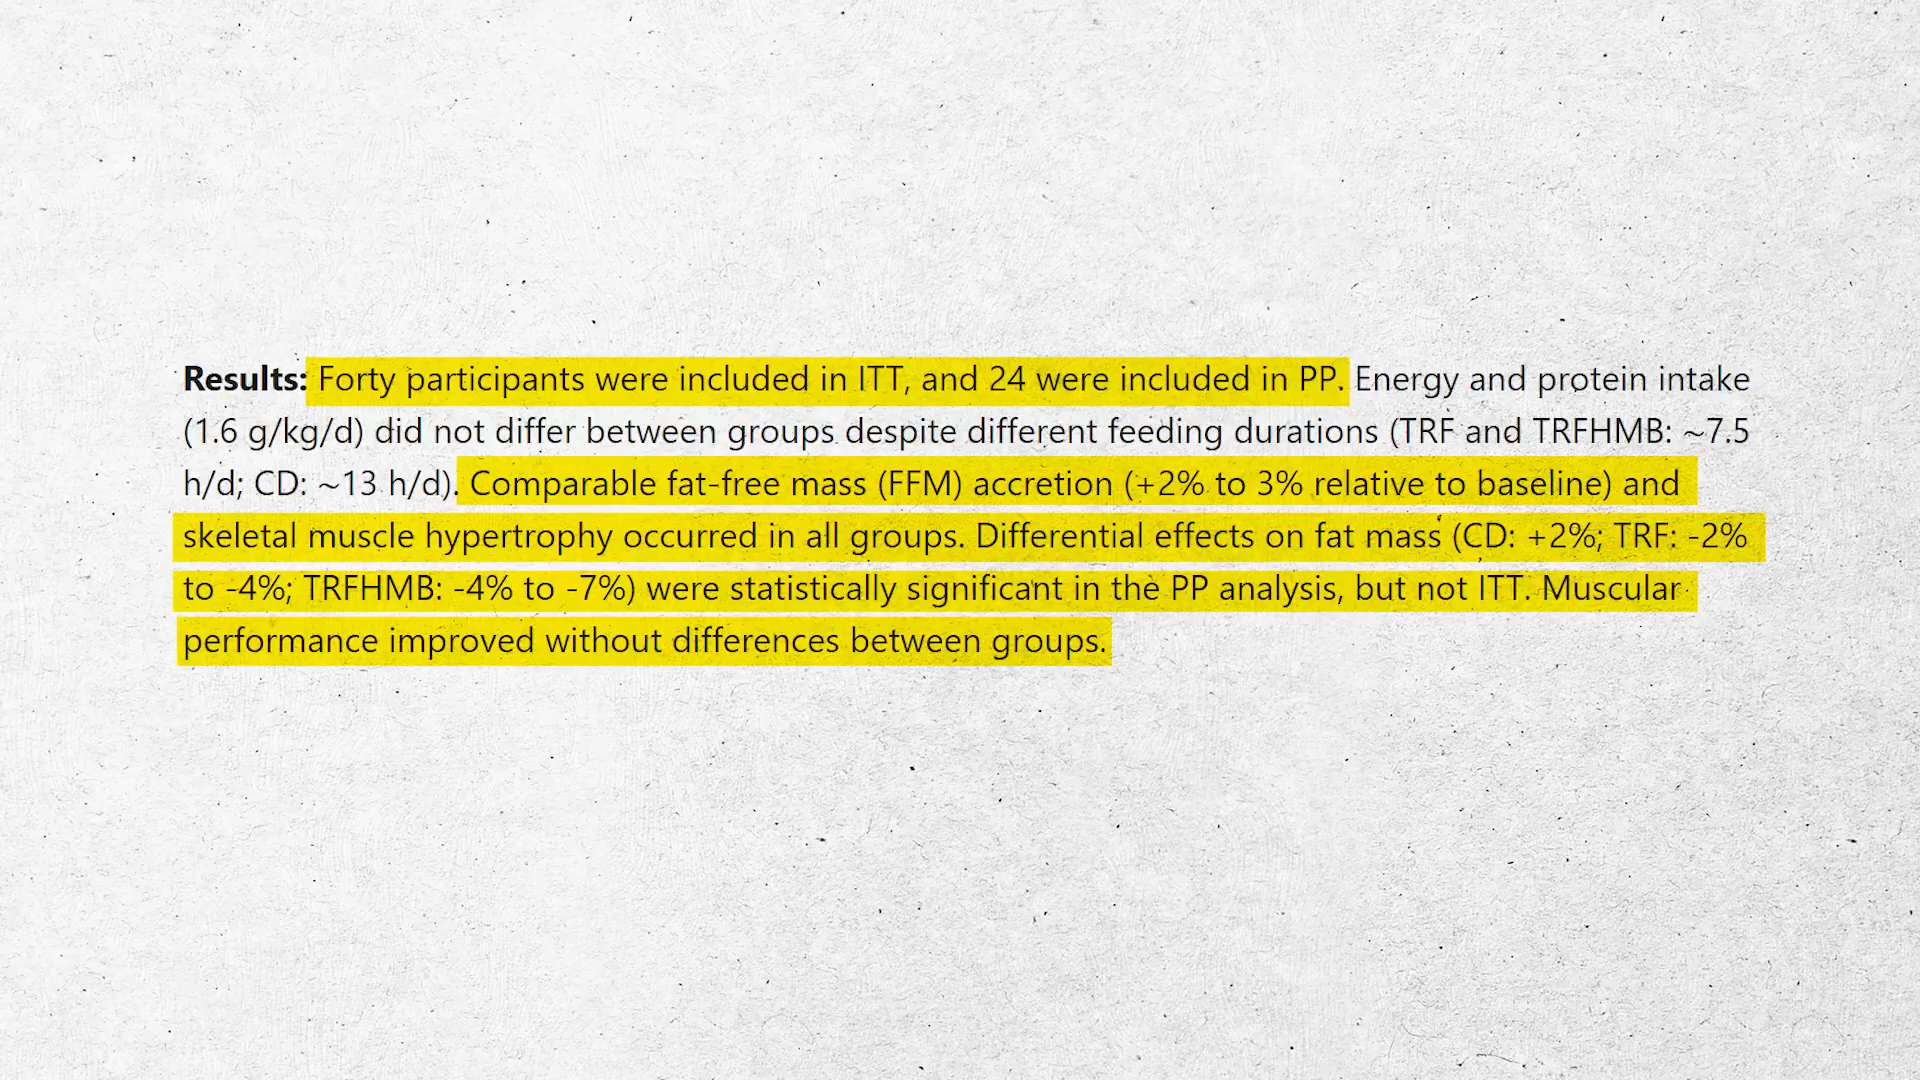 Results: Forty participants were included in ITT, and 24 were included in PP. Energy and protein intake
(1.6 g/kg/d) did not differ between groups despite different feeding durations (TRF and TRFHMB: ~7.5
h/d; CD: ~13 h/d). Comparable fat-free mass (FFM) accretion (+2% to 3% relative to baseline) and
skeletal muscle hypertrophy occurred in all groups. Differential effects on fat mass (CD: +2%; TRF: -2%
to -4%; TRFHMB: -4% to -7%) were statistically significant in the PP analysis, but not ITT. Muscular
performance improved without differences between groups.